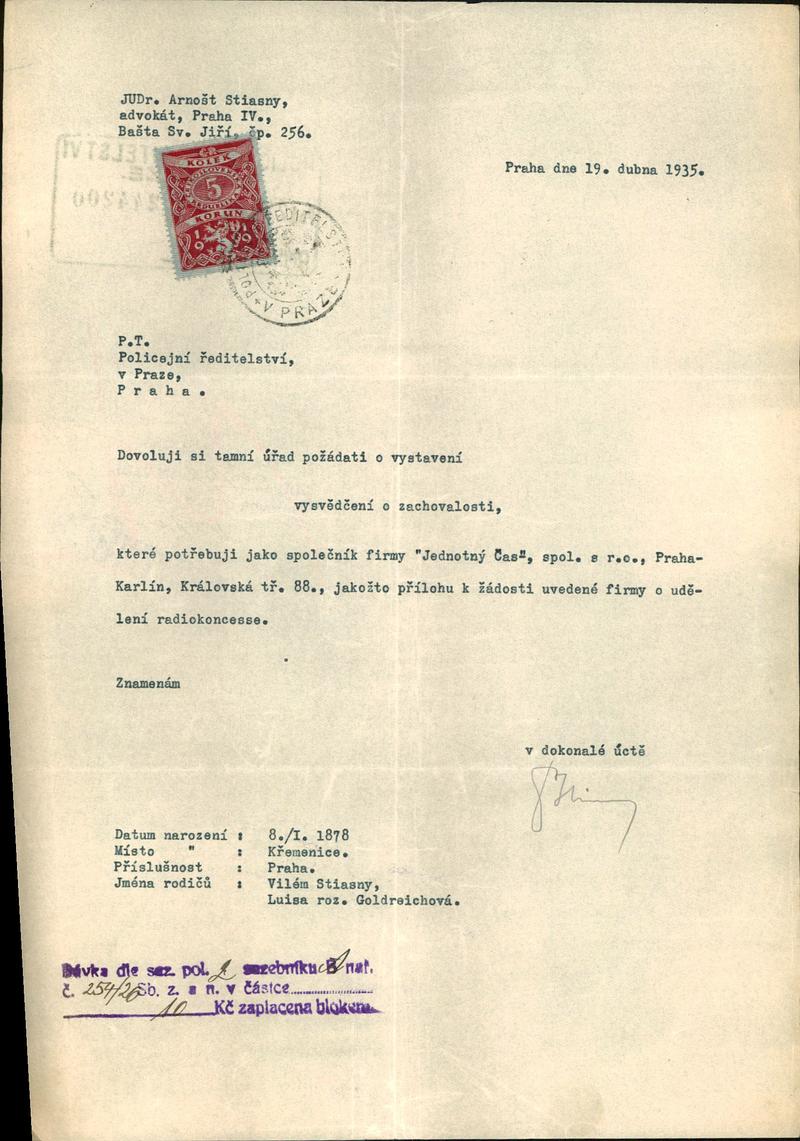 JUDr. Arnošt Stiasny,
advokát, Praha IV.,
Bašta Sv. Jiří, čp. 256.
Praha dne 19. dubna 1935.
KOLEK
5
KORUN
1919
ŘEDITELST
POL
V PRAZE
P.T.
Policejní ředitelství,
v Praze,
P r a h a .
Dovoluji si tamní úřad požádati o vystavení
vysvědčení o zachovalosti,
které potřebuji jako společník firmy "Jednotný Čas", spol. s r.o., Praha-
Karlín, Královská tř. 88., jakožto přílohu k žádosti uvedené firmy o udě-
lení radiokoncesse.
Znamenám
v dokonalé úctě
Datum narození : 8./I. 1878
Místo " : Křemenice.
Příslušnost : Praha.
Jména rodičů : Vilém Stiasny,
Luisa roz. Goldreichová.
Dávka dle saz. pol. 2 sazebníku B nař.
č. 254/26 Sb. z. a n. v částce
10 Kč zaplacena blokem.